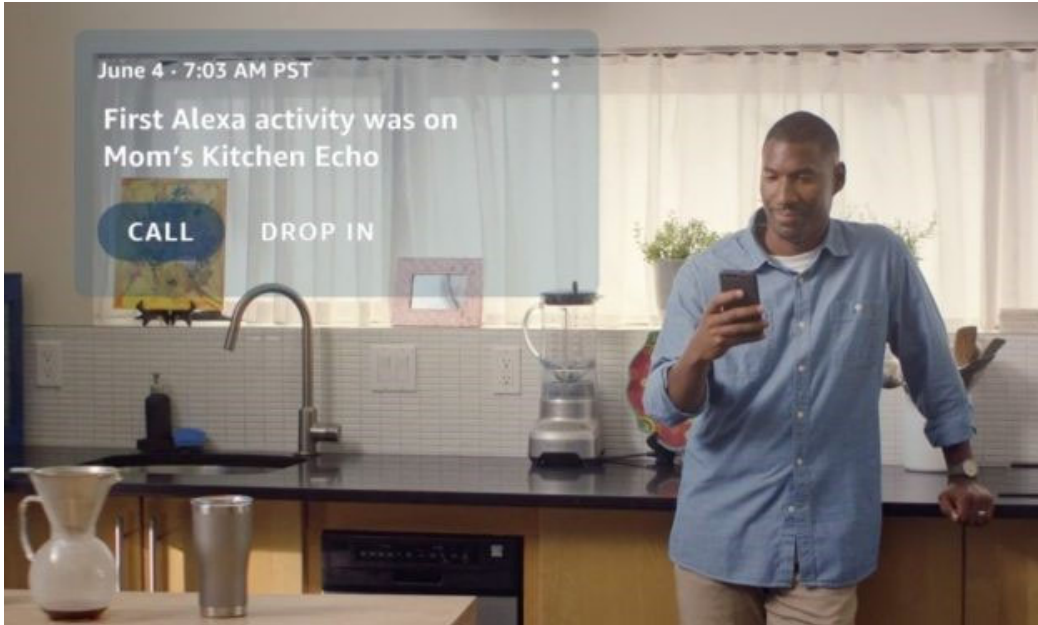 June 4 · 7:03 AM PST
First Alexa activity was on
Mom's Kitchen Echo
CALL
DROP IN